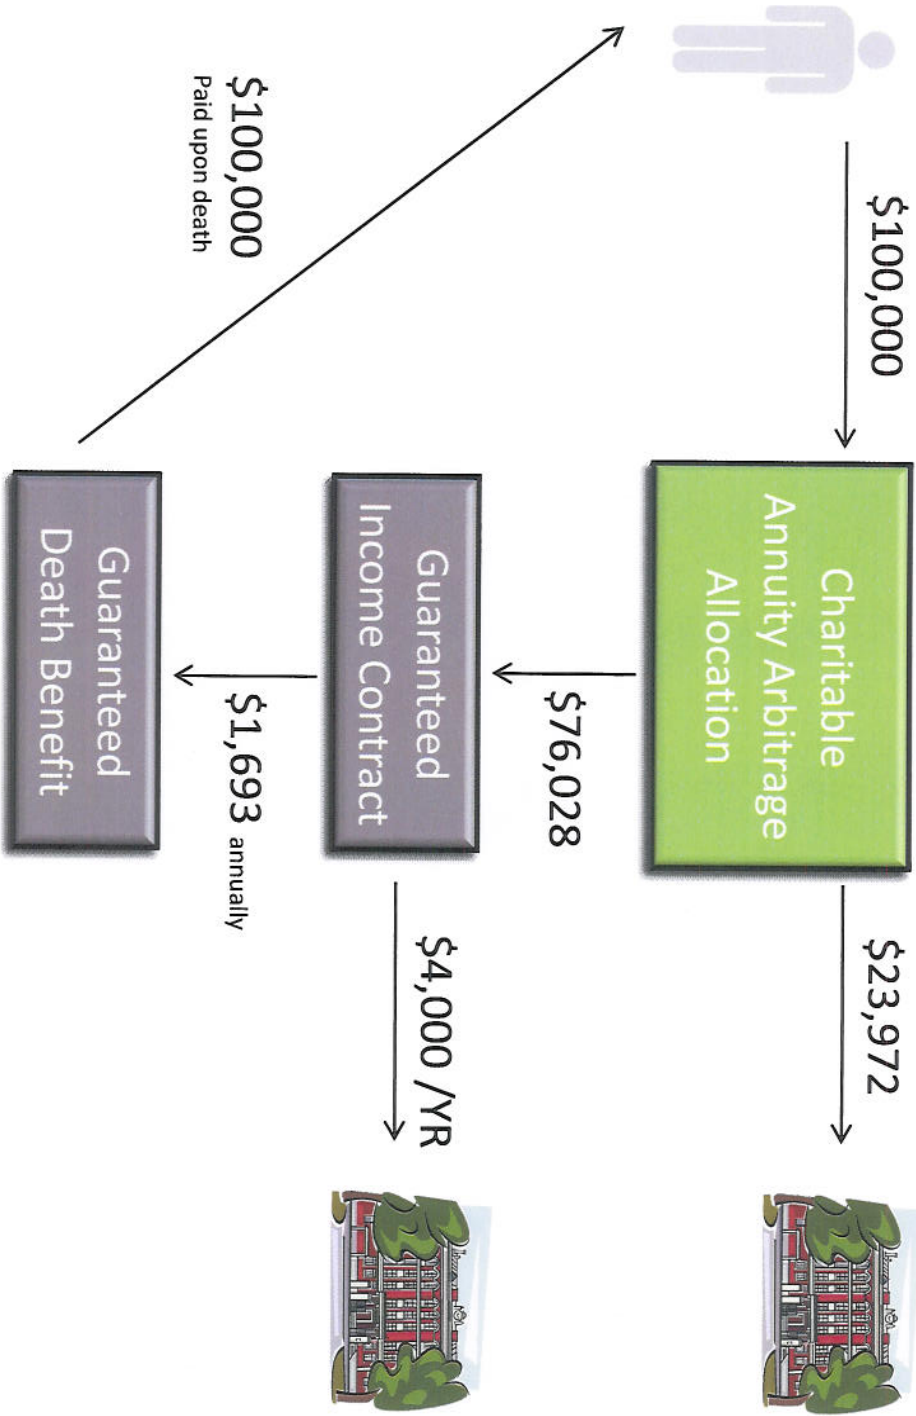 $100,000
Charitable
Annuity Arbitrage
Allocation
$23,972
$76,028
Guaranteed
Income Contract
$4,000 /YR
$1,693 annually
$100,000
Paid upon death
Guaranteed
Death Benefit